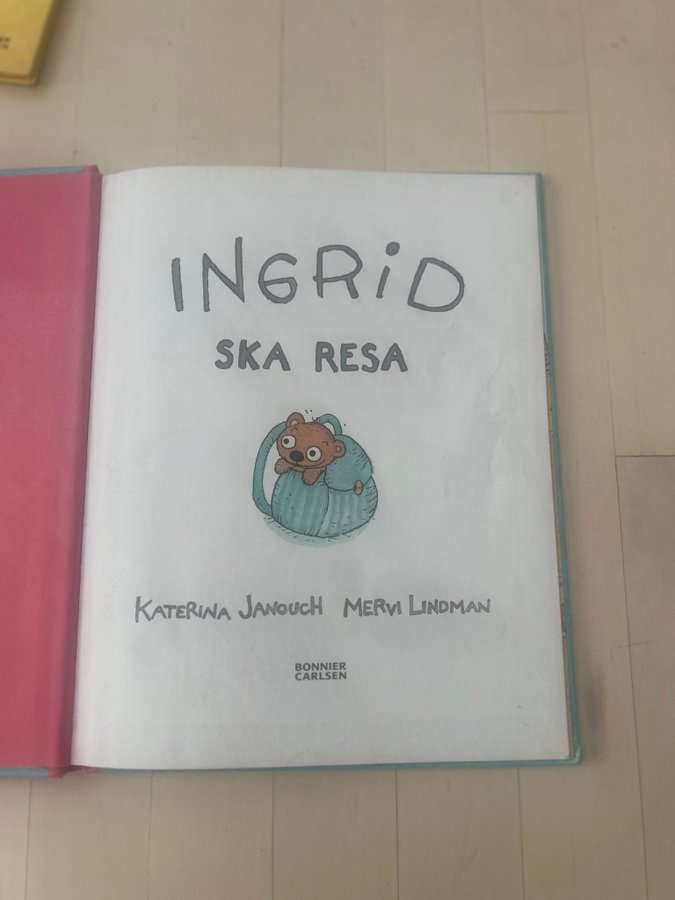 INGRiD
SKA RESA
KATERINA JANOUCH MERVI LINDMAN
BONNIER
CARLSEN